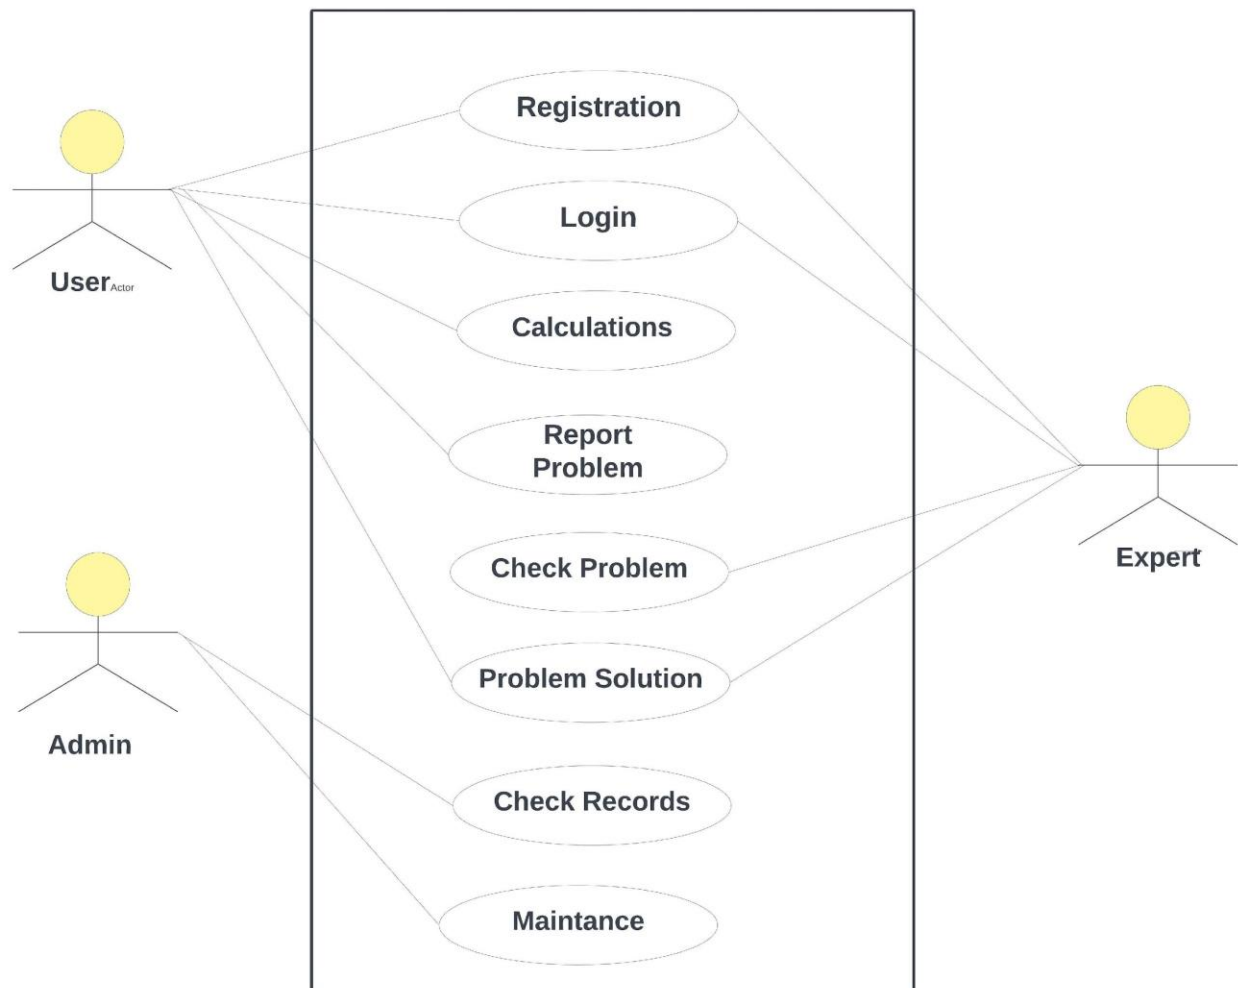 Registration
Login
User Actor
Calculations
Report
Problem
Check Problem
Expert
Problem Solution
Admin
Check Records
Maintance